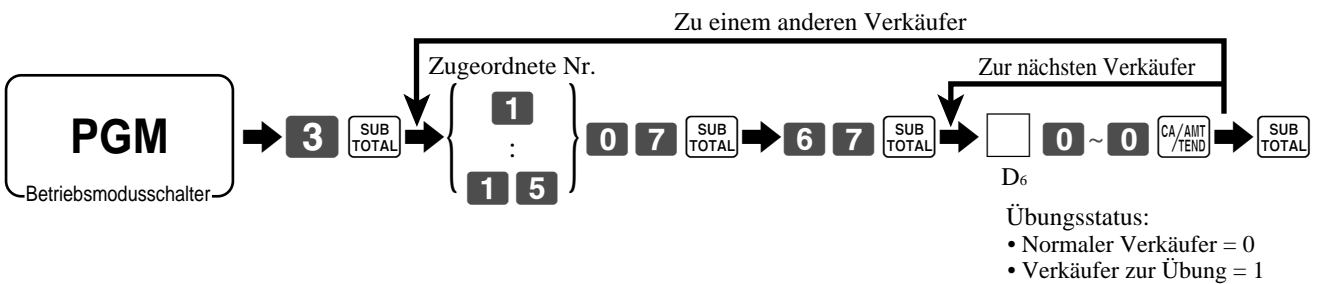 Zu einem anderen Verkäufer
Zugeordnete Nr.
Zur nächsten Verkäufer
PGM
Betriebsmodusschalter
3 SUB TOTAL 1 : 15 0 7 SUB TOTAL 6 7 SUB TOTAL 0 ~ 0 CA/AMT /TEND SUB TOTAL
D6
Übungsstatus:
• Normaler Verkäufer = 0
• Verkäufer zur Übung = 1